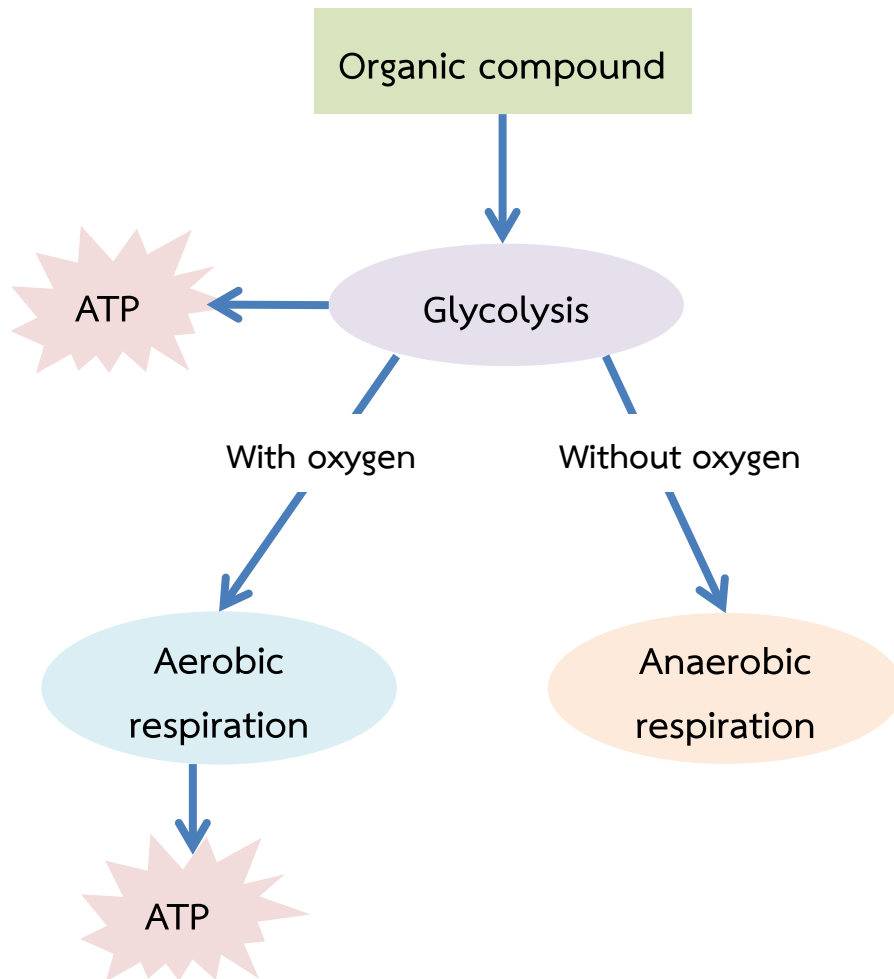 Organic compound
ATP
Glycolysis
With oxygen
Without oxygen
Aerobic
respiration
Anaerobic
respiration
ATP